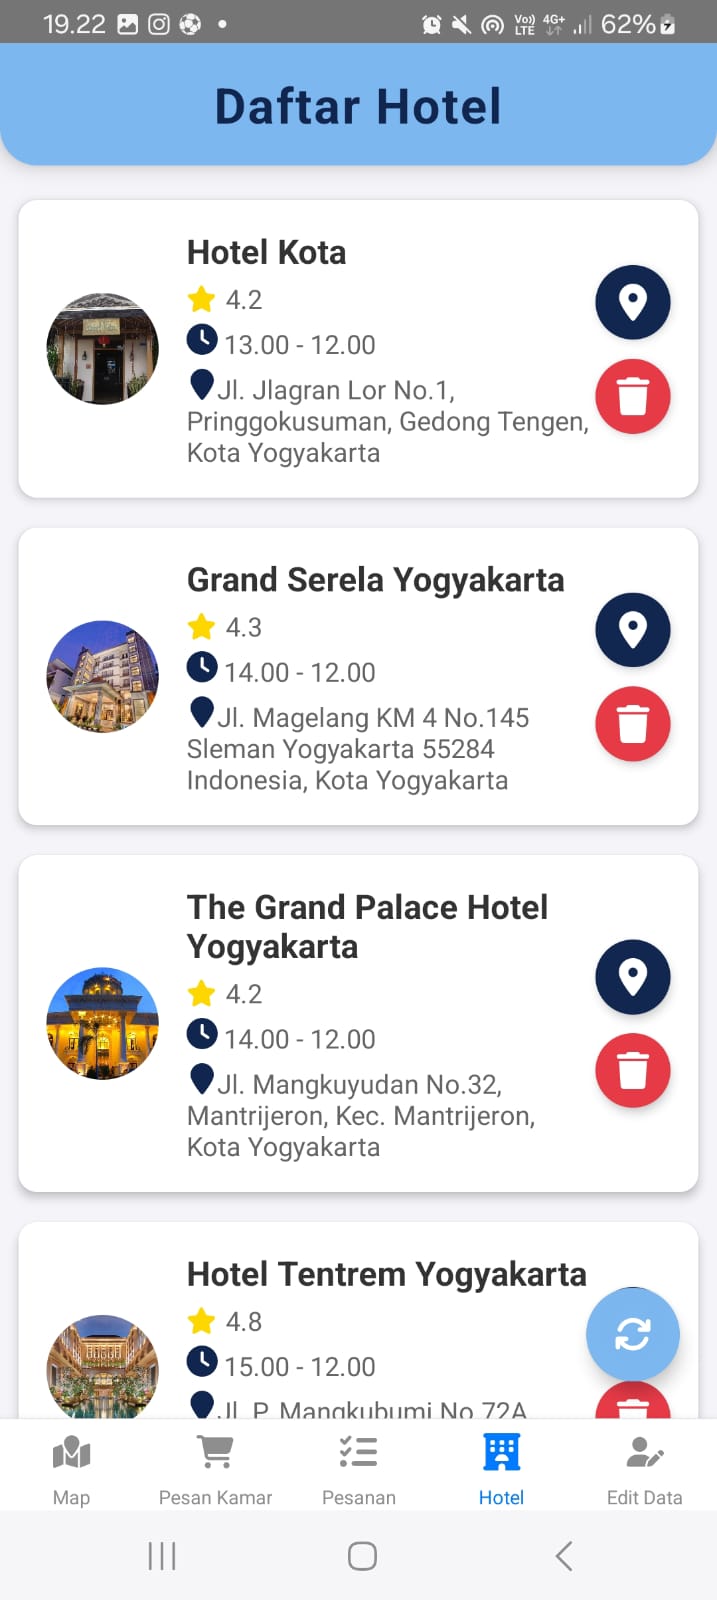 19.22
Vo)) LTE 4G+ 62%
Daftar Hotel
Hotel Kota
4.2
13.00 - 12.00
Jl. Jlagran Lor No.1,
Pringgokusuman, Gedong Tengen,
Kota Yogyakarta
Grand Serela Yogyakarta
4.3
14.00 - 12.00
Jl. Magelang KM 4 No.145
Sleman Yogyakarta 55284
Indonesia, Kota Yogyakarta
The Grand Palace Hotel
Yogyakarta
4.2
14.00 - 12.00
Jl. Mangkuyudan No.32,
Mantrijeron, Kec. Mantrijeron,
Kota Yogyakarta
Hotel Tentrem Yogyakarta
4.8
15.00 - 12.00
Jl. P. Mangkubumi No.72A
Map
Pesan Kamar
Pesanan
Hotel
Edit Data